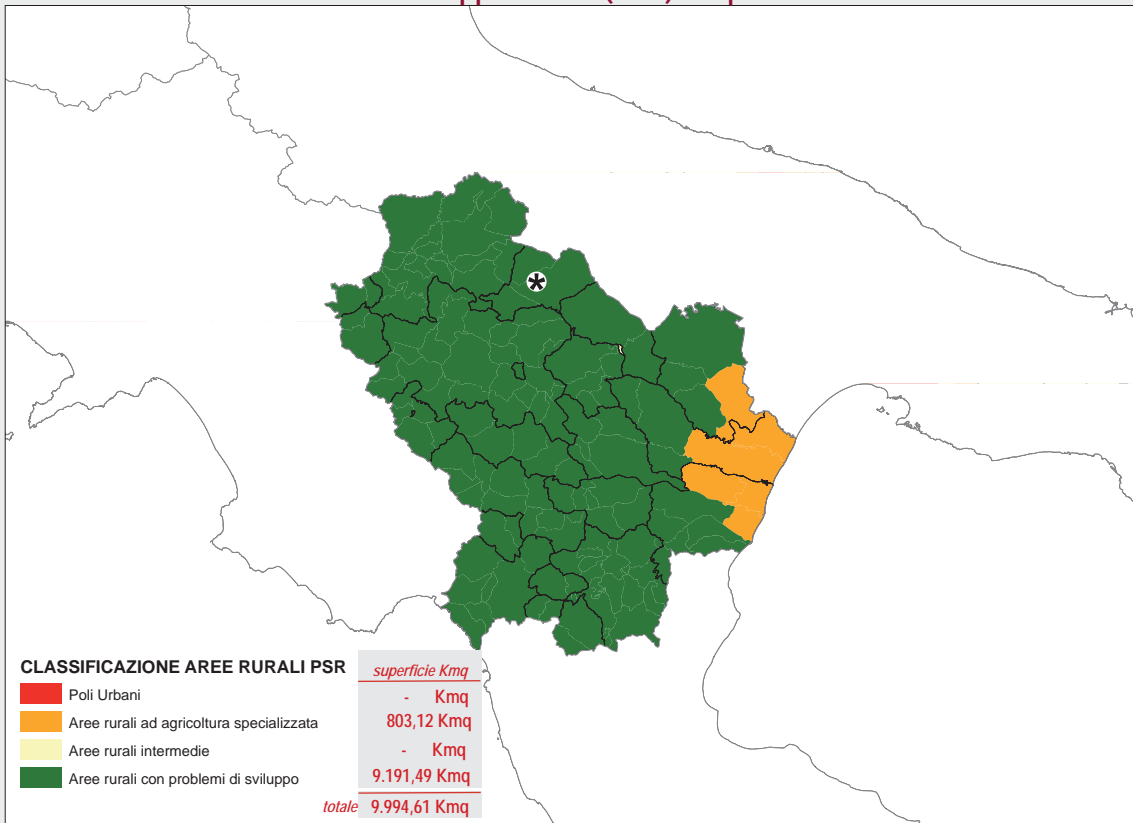 CLASSIFICAZIONE AREE RURALI PSR superficie Kmq
Poli Urbani - Kmq
Aree rurali ad agricoltura specializzata 803,12 Kmq
Aree rurali intermedie - Kmq
Aree rurali con problemi di sviluppo 9.191,49 Kmq
totale 9.994,61 Kmq